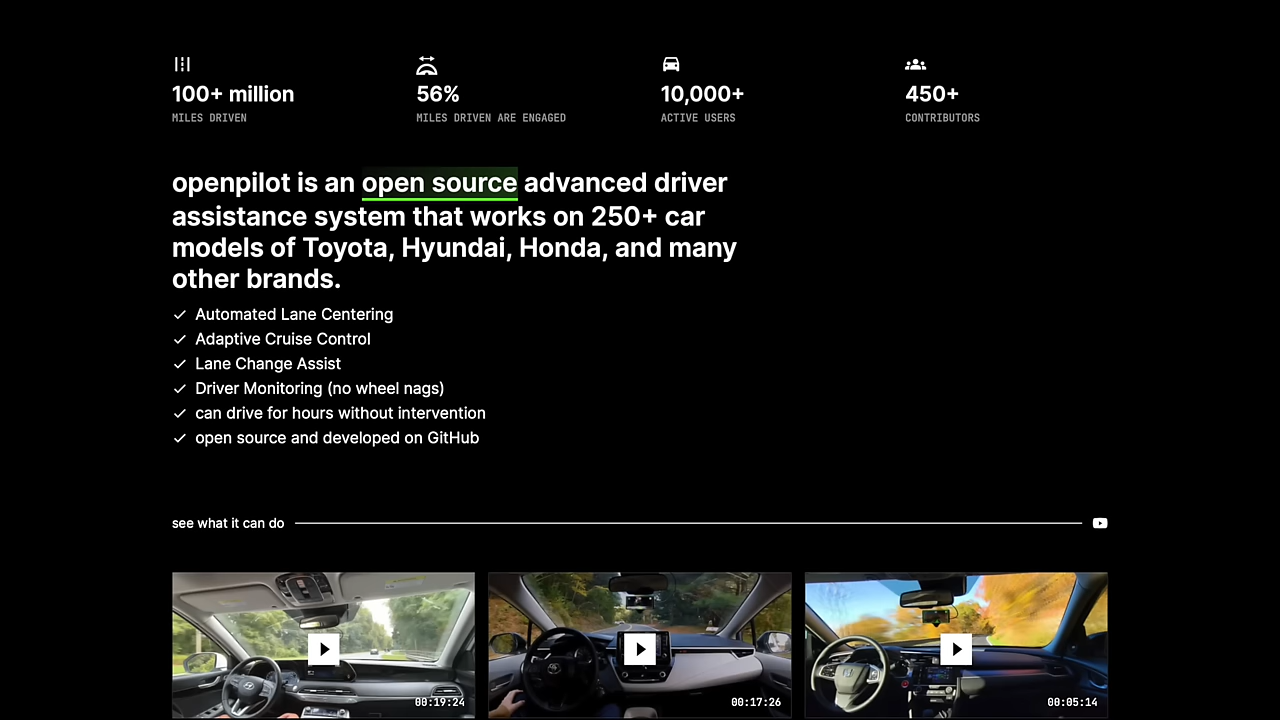 100+ million
56%
10,000+
450+
MILES DRIVEN
MILES DRIVEN ARE ENGAGED
ACTIVE USERS
CONTRIBUTORS
openpilot is an open source advanced driver
assistance system that works on 250+ car
models of Toyota, Hyundai, Honda, and many
other brands.
Automated Lane Centering
Adaptive Cruise Control
Lane Change Assist
Driver Monitoring (no wheel nags)
can drive for hours without intervention
open source and developed on GitHub
see what it can do
00:19:24
00:17:26
00:05:14